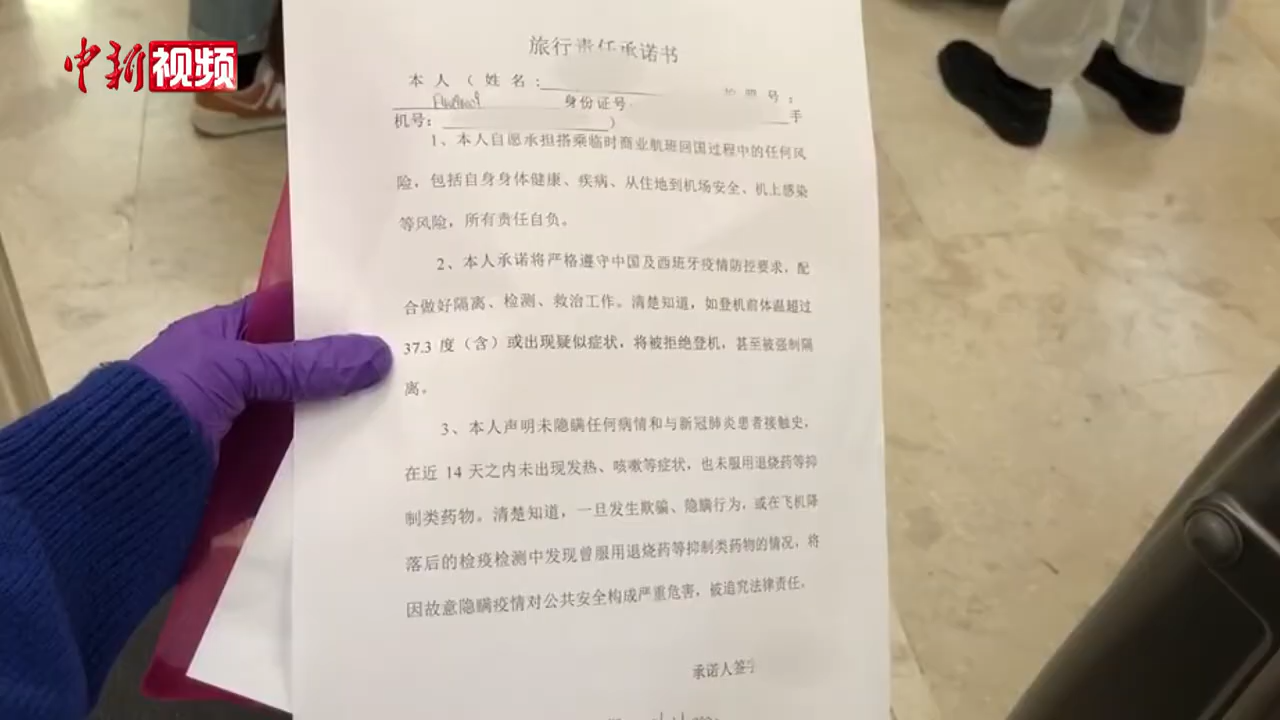 中新视频
旅行责任承诺书
本人（姓名：
护照号：
身份证号
手
机号：）
1、本人自愿承担搭乘临时商业航班回国过程中的任何风
险，包括自身身体健康、疾病、从住地到机场安全、机上感染
等风险，所有责任自负。
2、本人承诺将严格遵守中国及西班牙疫情防控要求，配
合做好隔离、检测、救治工作。清楚知道，如登机前体温超过
37.3 度（含）或出现疑似症状，将被拒绝登机，甚至被强制隔
离。
3、本人声明未隐瞒任何病情和与新冠肺炎患者接触史，
在近 14 天之内未出现发热、咳嗽等症状，也未服用退烧药等抑
制类药物。清楚知道，一旦发生欺骗、隐瞒行为，或在飞机降
落后的检疫检测中发现曾服用退烧药等抑制类药物的情况，将
因故意隐瞒疫情对公共安全构成严重危害，被追究法律责任。
承诺人签字